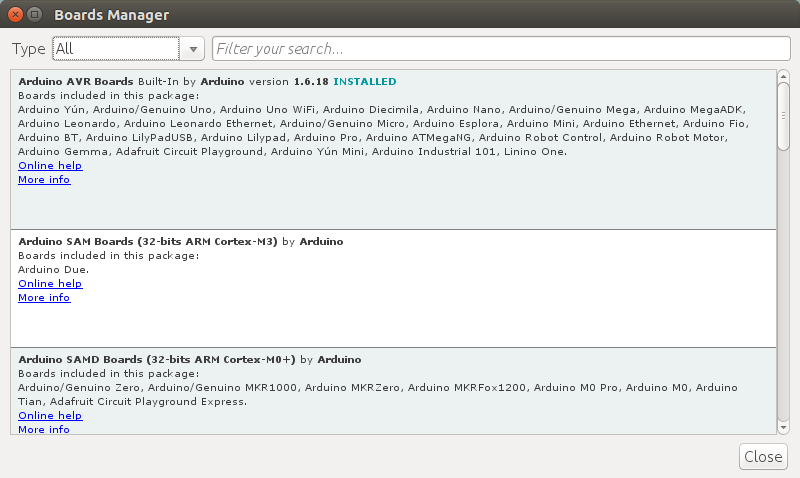 Boards Manager
Type All Filter your search...
Arduino AVR Boards Built-In by Arduino version 1.6.18 INSTALLED
Boards included in this package:
Arduino Yún, Arduino/Genuino Uno, Arduino Uno WiFi, Arduino Diecimila, Arduino Nano, Arduino/Genuino Mega, Arduino MegaADK,
Arduino Leonardo, Arduino Leonardo Ethernet, Arduino/Genuino Micro, Arduino Esplora, Arduino Mini, Arduino Ethernet, Arduino Fio,
Arduino BT, Arduino LilyPadUSB, Arduino Lilypad, Arduino Pro, Arduino ATMegaNG, Arduino Robot Control, Arduino Robot Motor,
Arduino Gemma, Adafruit Circuit Playground, Arduino Yún Mini, Arduino Industrial 101, Linino One.
Online help
More info
Arduino SAM Boards (32-bits ARM Cortex-M3) by Arduino
Boards included in this package:
Arduino Due.
Online help
More info
Arduino SAMD Boards (32-bits ARM Cortex-M0+) by Arduino
Boards included in this package:
Arduino/Genuino Zero, Arduino/Genuino MKR1000, Arduino MKRZero, Arduino MKRFox1200, Arduino M0 Pro, Arduino M0, Arduino
Tian, Adafruit Circuit Playground Express.
Online help
More info
Close